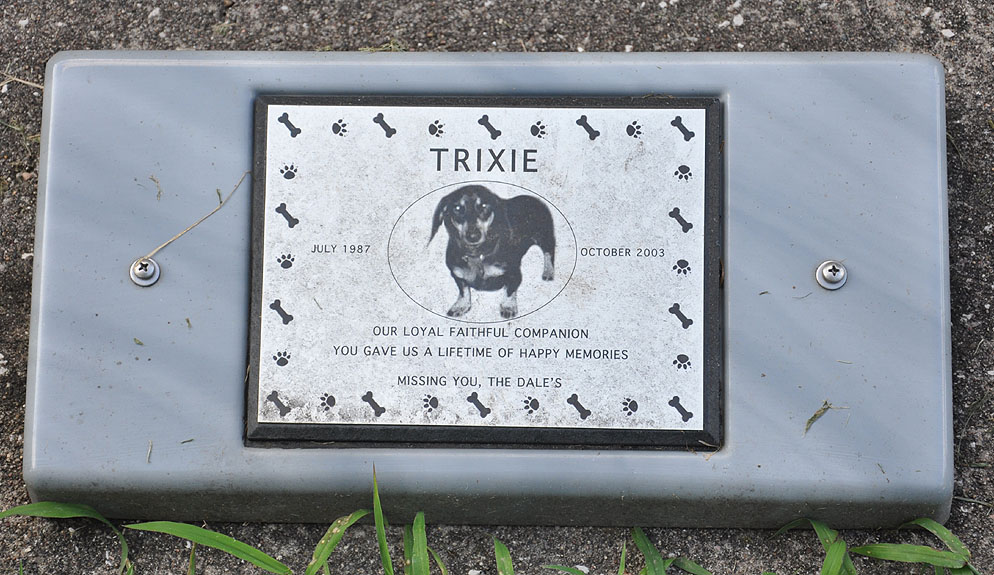 TRIXIE
JULY 1987
OCTOBER 2003
OUR LOYAL FAITHFUL COMPANION
YOU GAVE US A LIFETIME OF HAPPY MEMORIES
MISSING YOU, THE DALE'S